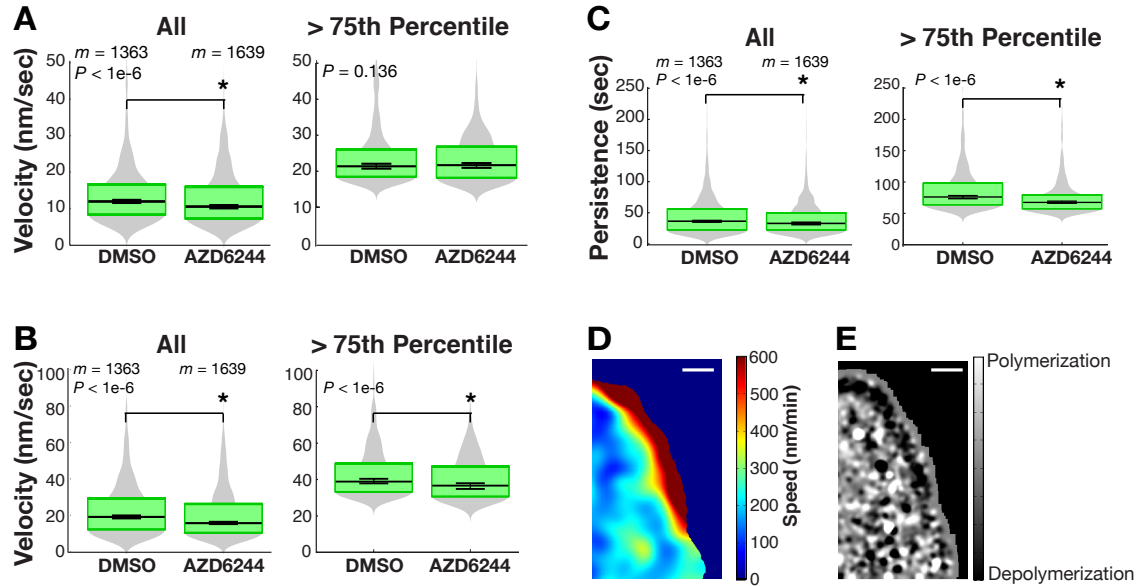 A
All
> 75th Percentile
m = 1363
m = 1639
P < 1e-6
P = 0.136
*
Velocity (nm/sec)
50
40
30
20
10
0
50
40
30
20
10
0
DMSO
AZD6244
DMSO
AZD6244
B
All
> 75th Percentile
m = 1363
m = 1639
P < 1e-6
P < 1e-6
*
*
Velocity (nm/sec)
100
80
60
40
20
0
100
80
60
40
20
0
DMSO
AZD6244
DMSO
AZD6244
C
All
> 75th Percentile
m = 1363
m = 1639
P < 1e-6
P < 1e-6
*
*
Persistence (sec)
250
200
150
100
50
0
250
200
150
100
50
0
DMSO
AZD6244
DMSO
AZD6244
D
600
500
400
300
200
100
0
Speed (nm/min)
E
Polymerization
Depolymerization